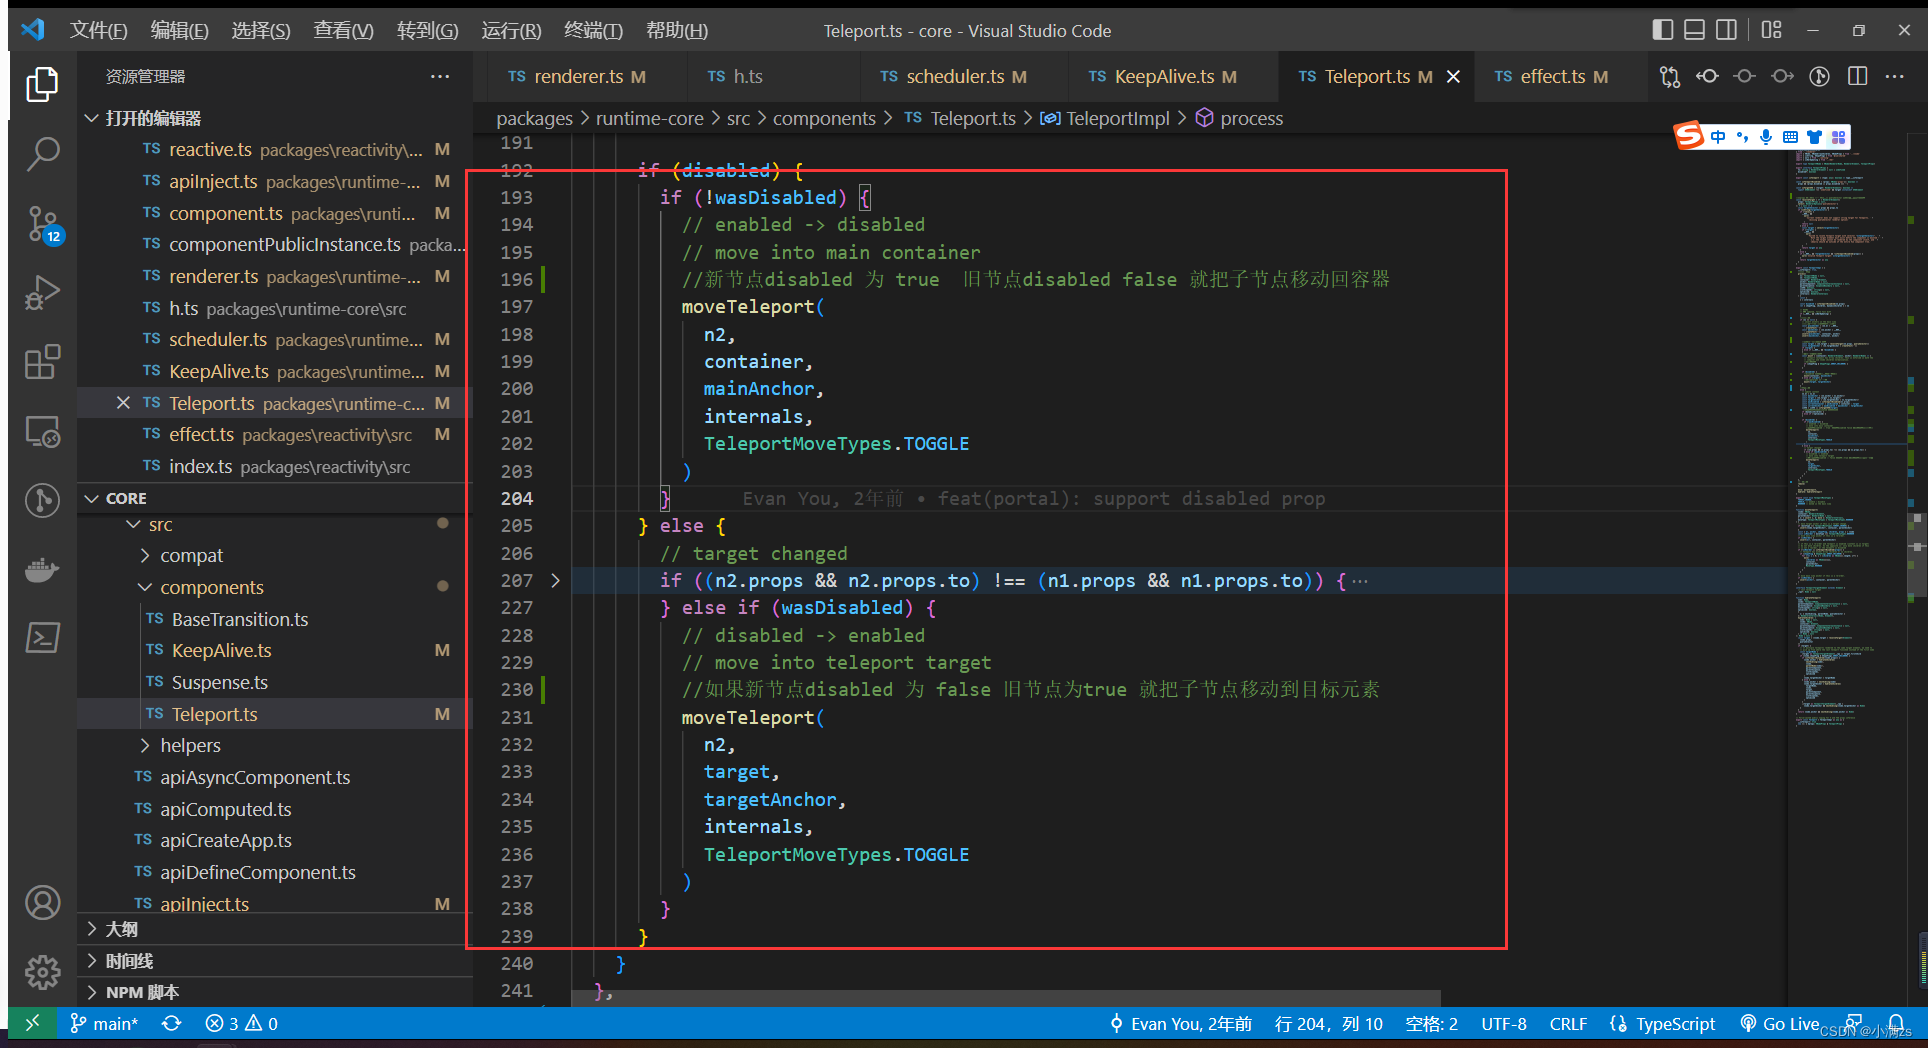 文件(F) 编辑(E) 选择(S) 查看(V) 转到(G) 运行(R) 终端(T) 帮助(H) Teleport.ts - core - Visual Studio Code
资源管理器 ···
TS renderer.ts M TS h.ts TS scheduler.ts M TS KeepAlive.ts M TS Teleport.ts M TS effect.ts M
packages > runtime-core > src > components > TS Teleport.ts > TeleportImpl > process
中
打开的编辑器
TS reactive.ts packages\reactivity\... M
TS apiInject.ts packages\runtime-... M
TS component.ts packages\runti... M
TS componentPublicInstance.ts packa...
TS renderer.ts packages\runtime-... M
TS h.ts packages\runtime-core\src
TS scheduler.ts packages\runtime... M
TS KeepAlive.ts packages\runtime... M
TS Teleport.ts packages\runtime-c... M
TS effect.ts packages\reactivity\src M
TS index.ts packages\reactivity\src
12
CORE
src
compat
components
TS BaseTransition.ts
TS KeepAlive.ts M
TS Suspense.ts
TS Teleport.ts M
helpers
TS apiAsyncComponent.ts
TS apiComputed.ts
TS apiCreateApp.ts
TS apiDefineComponent.ts
TS apiInject.ts M
大纲
时间线
NPM 脚本
191
192 if (disabled) {
193 if (!wasDisabled) {
194 // enabled -> disabled
195 // move into main container
196 //新节点disabled 为 true 旧节点disabled false 就把子节点移动回容器
197 moveTeleport(
198 n2,
199 container,
200 mainAnchor,
201 internals,
202 TeleportMoveTypes.TOGGLE
203 )
204 } Evan You, 2年前 • feat(portal): support disabled prop
205 } else {
206 // target changed
207 if ((n2.props && n2.props.to) !== (n1.props && n1.props.to)) {···
227 } else if (wasDisabled) {
228 // disabled -> enabled
229 // move into teleport target
230 //如果新节点disabled 为 false 旧节点为true 就把子节点移动到目标元素
231 moveTeleport(
232 n2,
233 target,
234 targetAnchor,
235 internals,
236 TeleportMoveTypes.TOGGLE
237 )
238 }
239 }
240 }
241 },
main* 3 0 Evan You, 2年前 行 204，列 10 空格: 2 UTF-8 CRLF TypeScript Go Live
CSDN @小满zs